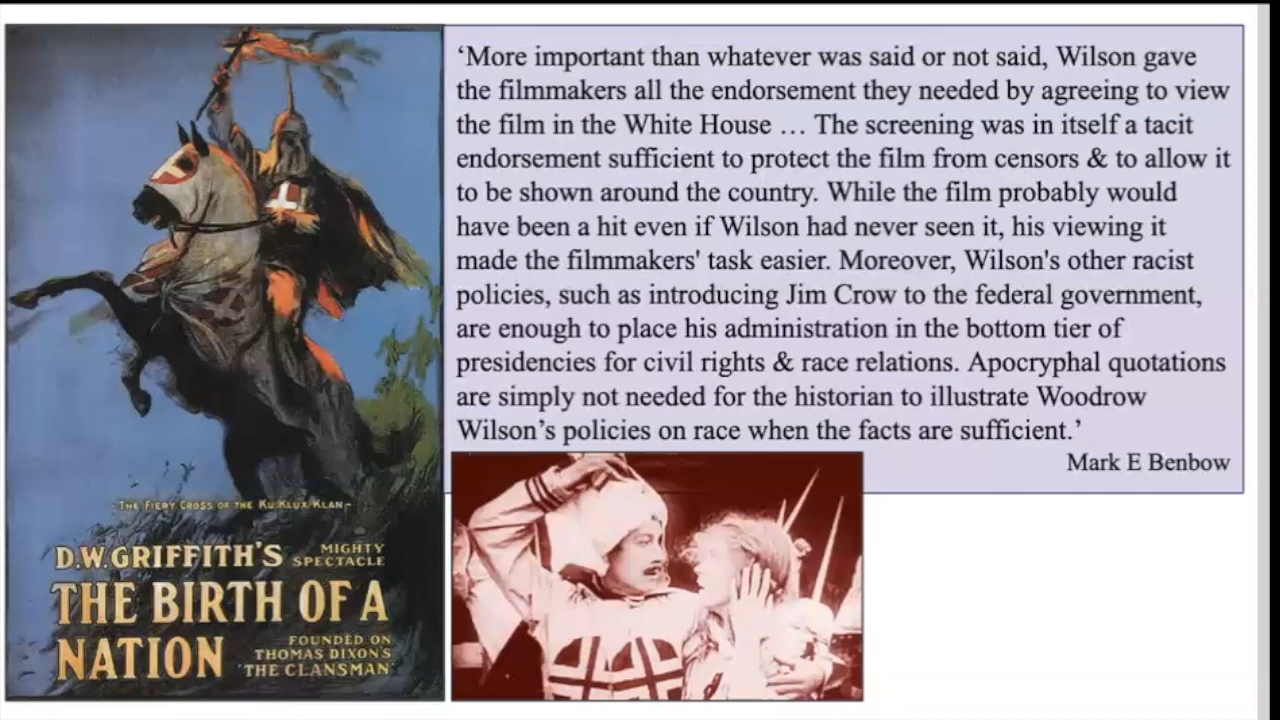 ‘More important than whatever was said or not said, Wilson gave
the filmmakers all the endorsement they needed by agreeing to view
the film in the White House … The screening was in itself a tacit
endorsement sufficient to protect the film from censors & to allow it
to be shown around the country. While the film probably would
have been a hit even if Wilson had never seen it, his viewing it
made the filmmakers' task easier. Moreover, Wilson's other racist
policies, such as introducing Jim Crow to the federal government,
are enough to place his administration in the bottom tier of
presidencies for civil rights & race relations. Apocryphal quotations
are simply not needed for the historian to illustrate Woodrow
Wilson’s policies on race when the facts are sufficient.’
Mark E Benbow
-THE FIERY CROSS OF THE KU KLUX KLAN-
D.W.GRIFFITH'S
MIGHTY
SPECTACLE
THE BIRTH OF A
NATION
FOUNDED ON
THOMAS DIXON'S
'THE CLANSMAN'